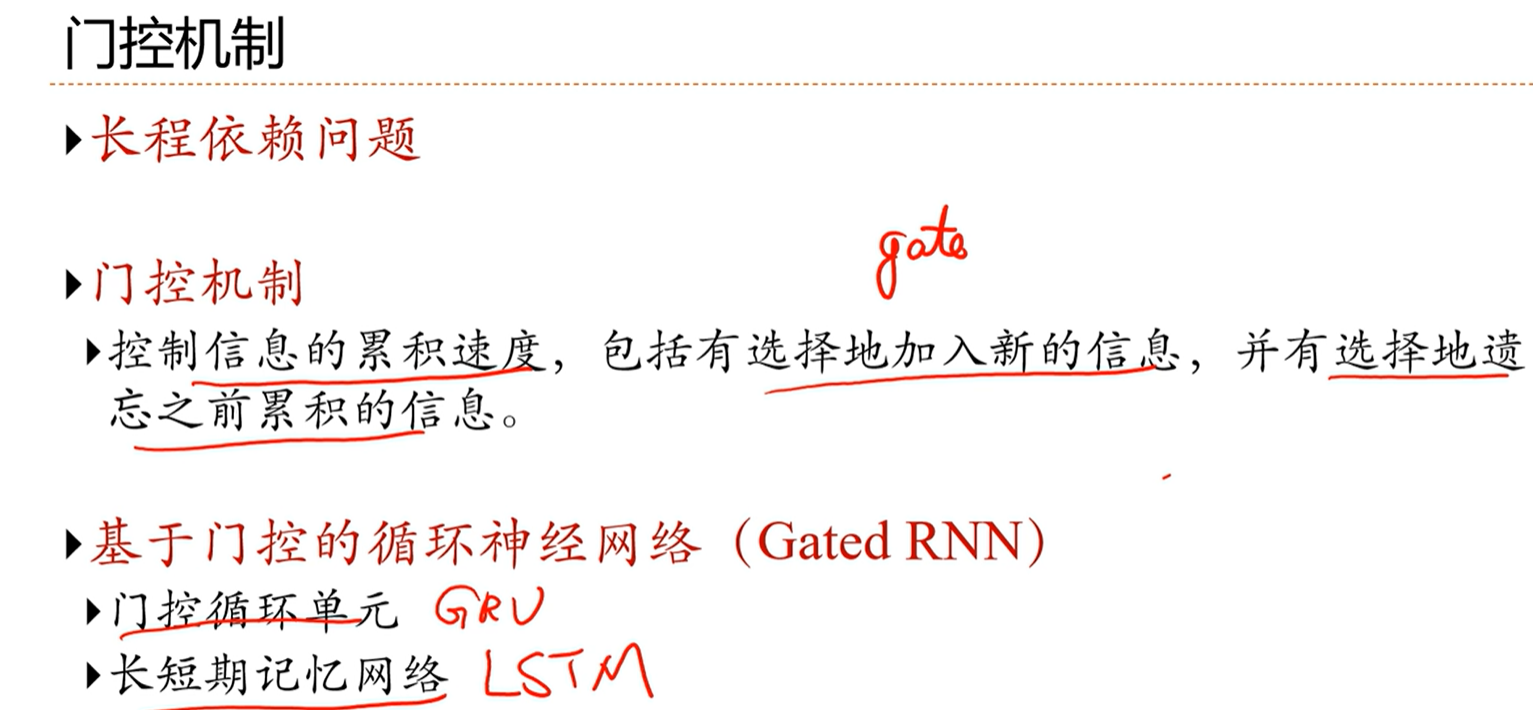 门控机制
长程依赖问题
gate
门控机制
控制信息的累积速度，包括有选择地加入新的信息，并有选择地遗
忘之前累积的信息。
基于门控的循环神经网络（Gated RNN）
门控循环单元 GRU
长短期记忆网络 LSTM